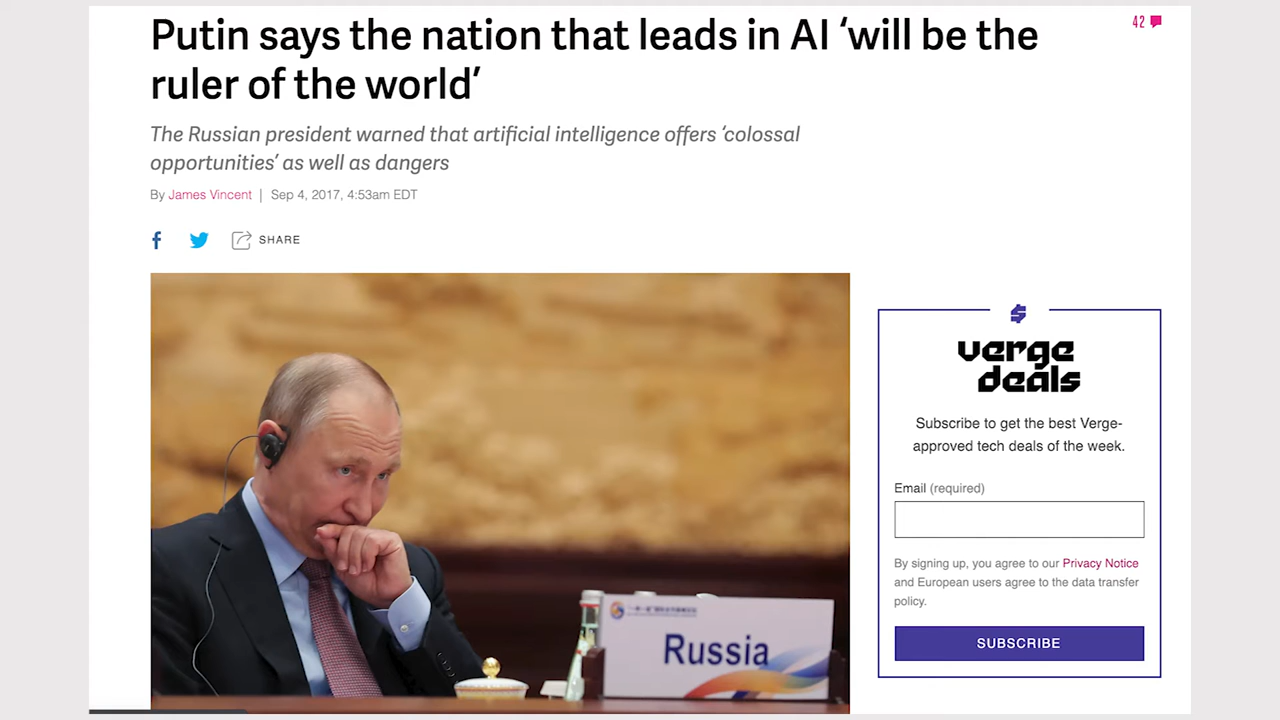 Putin says the nation that leads in AI ‘will be the
ruler of the world’
42
The Russian president warned that artificial intelligence offers ‘colossal
opportunities’ as well as dangers
By James Vincent | Sep 4, 2017, 4:53am EDT
SHARE
Russia
verge
deals
Subscribe to get the best Verge-
approved tech deals of the week.
Email (required)
By signing up, you agree to our Privacy Notice
and European users agree to the data transfer
policy.
SUBSCRIBE